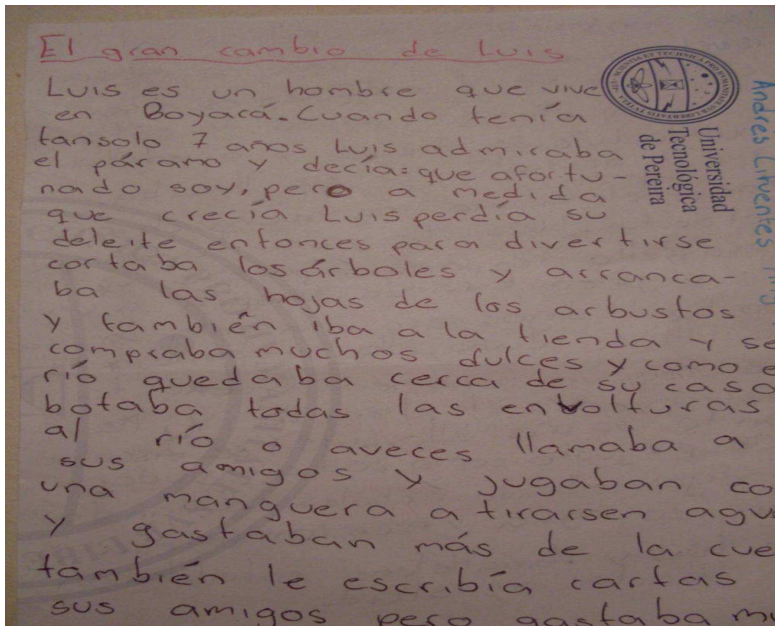 El gran cambio de Luis
Luis es un hombre que vive
en Boyacá. Cuando tenía
tansolo 7 anos Luis admiraba
el páramo y decía: que afortu-
nado soy, pero a medida
que crecía Luis perdía su
deleite entonces para divertirse
cortaba los árboles y arranca-
ba las hojas de los arbustos
y también iba a la tienda y se
compraba muchos dulces y como e
río quedaba cerca de su casa
botaba todas las envolturas
al río o aveces llamaba a
sus amigos y jugaban co
una manguera a tirarsen agu
y gastaban más de la cue
también le escribía cartas
sus amigos pero gastaba mu
Universidad
Tecnológica
de Pereira
Andres